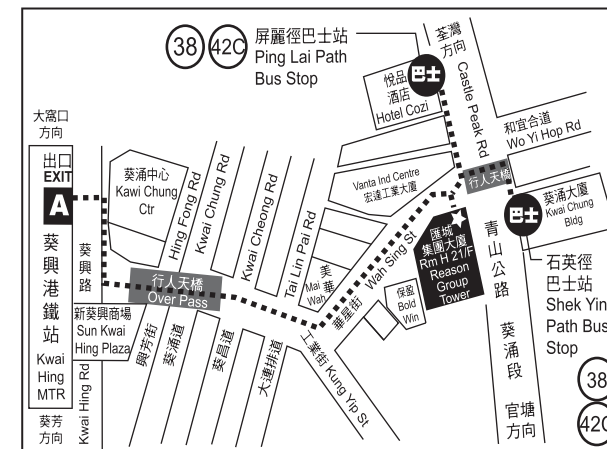 38
42C
屏麗徑巴士站
Ping Lai Path
Bus Stop
荃灣
方向
Castle Peak Rd
巴士
悅品
酒店
Hotel Cozi
和宜合道
Wo Yi Hop Rd
大窩口
方向
出口
EXIT
A
葵興港鐵站
Kwai
Hing
MTR
葵芳
方向
葵興路
Kwai Hing Rd
葵涌中心
Kawi Chung
Ctr
Hing Fong Rd
Kwai Chung Rd
Kwai Cheong Rd
Tai Lin Pai Rd
行人天橋
Over Pass
新葵興商場
Sun Kwai
Hing Plaza
興芳街
葵涌道
葵昌道
大連排道
美華
Mai
Wah
Vanta Ind Centre
宏達工業大廈
華星街
Wah Sing St
工業街 Kung Yip St
保盈
Bold
Win
匯城
集團大廈
Rm H 21/F
Reason
Group
Tower
行人天橋
巴士
葵涌大廈
Kwai Chung
Bldg
青山公路
葵涌段
官塘
方向
石英徑
巴士站
Shek Yin
Path Bus
Stop
38
42C